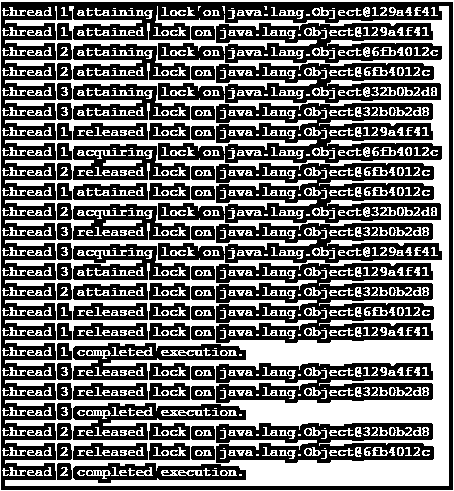 thread 1 attaining lock on java.lang.Object@129a4f41
thread 1 attained lock on java.lang.Object@129a4f41
thread 2 attaining lock on java.lang.Object@6fb4012c
thread 2 attained lock on java.lang.Object@6fb4012c
thread 3 attaining lock on java.lang.Object@32b0b2d8
thread 3 attained lock on java.lang.Object@32b0b2d8
thread 1 released lock on java.lang.Object@129a4f41
thread 1 acquiring lock on java.lang.Object@6fb4012c
thread 2 released lock on java.lang.Object@6fb4012c
thread 1 attained lock on java.lang.Object@6fb4012c
thread 2 acquiring lock on java.lang.Object@32b0b2d8
thread 3 released lock on java.lang.Object@32b0b2d8
thread 3 acquiring lock on java.lang.Object@129a4f41
thread 3 attained lock on java.lang.Object@129a4f41
thread 2 attained lock on java.lang.Object@32b0b2d8
thread 1 released lock on java.lang.Object@6fb4012c
thread 1 released lock on java.lang.Object@129a4f41
thread 1 completed execution.
thread 3 released lock on java.lang.Object@129a4f41
thread 3 released lock on java.lang.Object@32b0b2d8
thread 3 completed execution.
thread 2 released lock on java.lang.Object@32b0b2d8
thread 2 released lock on java.lang.Object@6fb4012c
thread 2 completed execution.